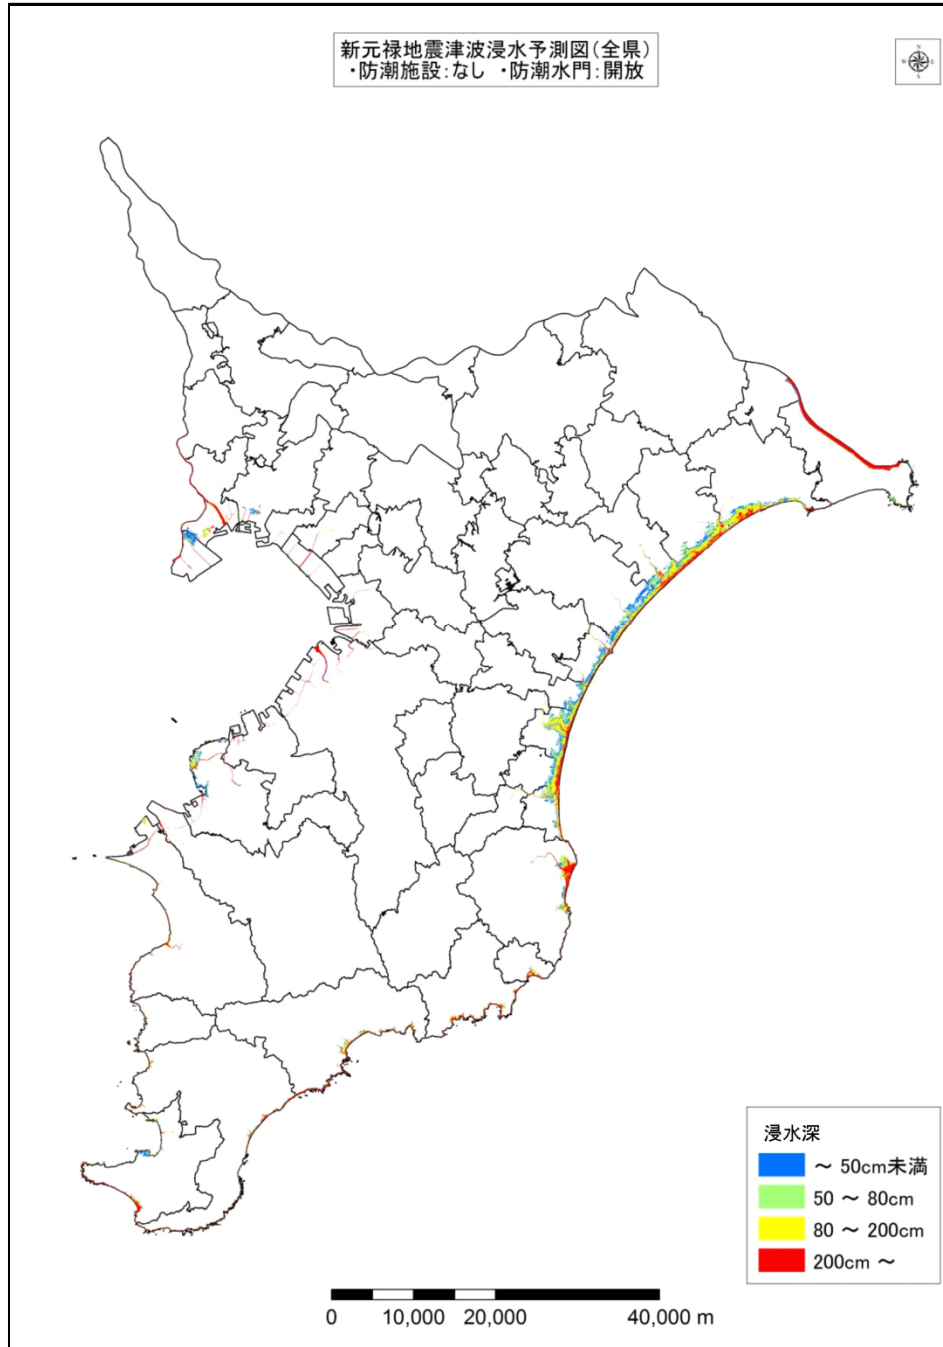 新元禄地震津波浸水予測図(全県)
・防潮施設:なし ・防潮水門:開放
N
W E
S
浸水深
～ 50cm未満
50 ～ 80cm
80 ～ 200cm
200cm ～
0 10,000 20,000 40,000 m